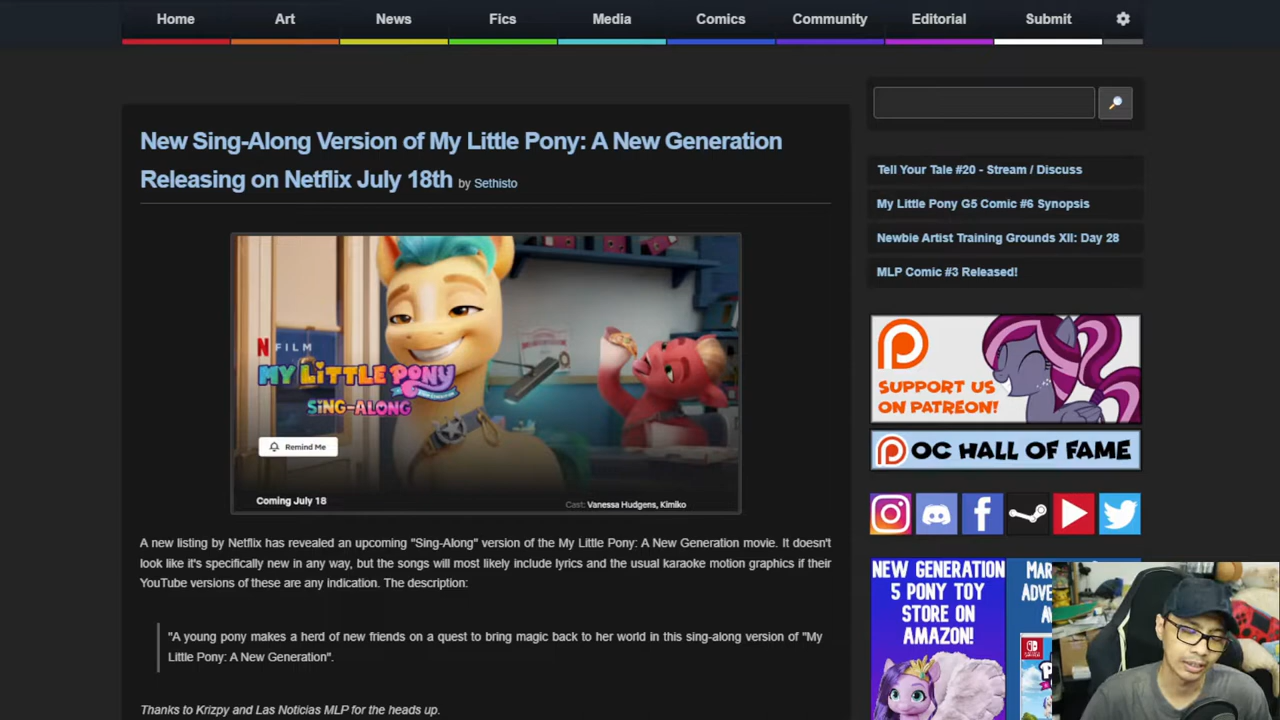 Home Art News Fics Media Comics Community Editorial Submit
New Sing-Along Version of My Little Pony: A New Generation
Releasing on Netflix July 18th by Sethisto
N FILM
MY LiTTLE PONY
SiNG-ALONG
Remind Me
Coming July 18
Cast: Vanessa Hudgens, Kimiko
A new listing by Netflix has revealed an upcoming "Sing-Along" version of the My Little Pony: A New Generation movie. It doesn't
look like it's specifically new in any way, but the songs will most likely include lyrics and the usual karaoke motion graphics if their
YouTube versions of these are any indication. The description:
"A young pony makes a herd of new friends on a quest to bring magic back to her world in this sing-along version of "My
Little Pony: A New Generation".
Thanks to Krizpy and Las Noticias MLP for the heads up.
Tell Your Tale #20 - Stream / Discuss
My Little Pony G5 Comic #6 Synopsis
Newbie Artist Training Grounds XII: Day 28
MLP Comic #3 Released!
SUPPORT US
ON PATREON!
OC HALL OF FAME
NEW GENERATION
5 PONY TOY
STORE ON
AMAZON!